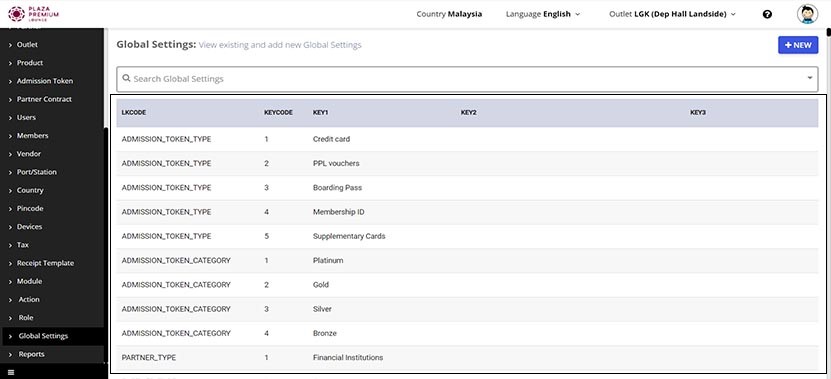 PLAZA
PREMIUM
LOUNGE
Country Malaysia
Language English
Outlet LGK (Dep Hall Landside)
Outlet
Product
Admission Token
Partner Contract
Users
Members
Vendor
Port/Station
Country
Pincode
Devices
Tax
Receipt Template
Module
Action
Role
Global Settings
Reports
Global Settings: View existing and add new Global Settings
+ NEW
Search Global Settings
LKCODE KEYCODE KEY1 KEY2 KEY3
ADMISSION_TOKEN_TYPE 1 Credit card
ADMISSION_TOKEN_TYPE 2 PPL vouchers
ADMISSION_TOKEN_TYPE 3 Boarding Pass
ADMISSION_TOKEN_TYPE 4 Membership ID
ADMISSION_TOKEN_TYPE 5 Supplementary Cards
ADMISSION_TOKEN_CATEGORY 1 Platinum
ADMISSION_TOKEN_CATEGORY 2 Gold
ADMISSION_TOKEN_CATEGORY 3 Silver
ADMISSION_TOKEN_CATEGORY 4 Bronze
PARTNER_TYPE 1 Financial Institutions